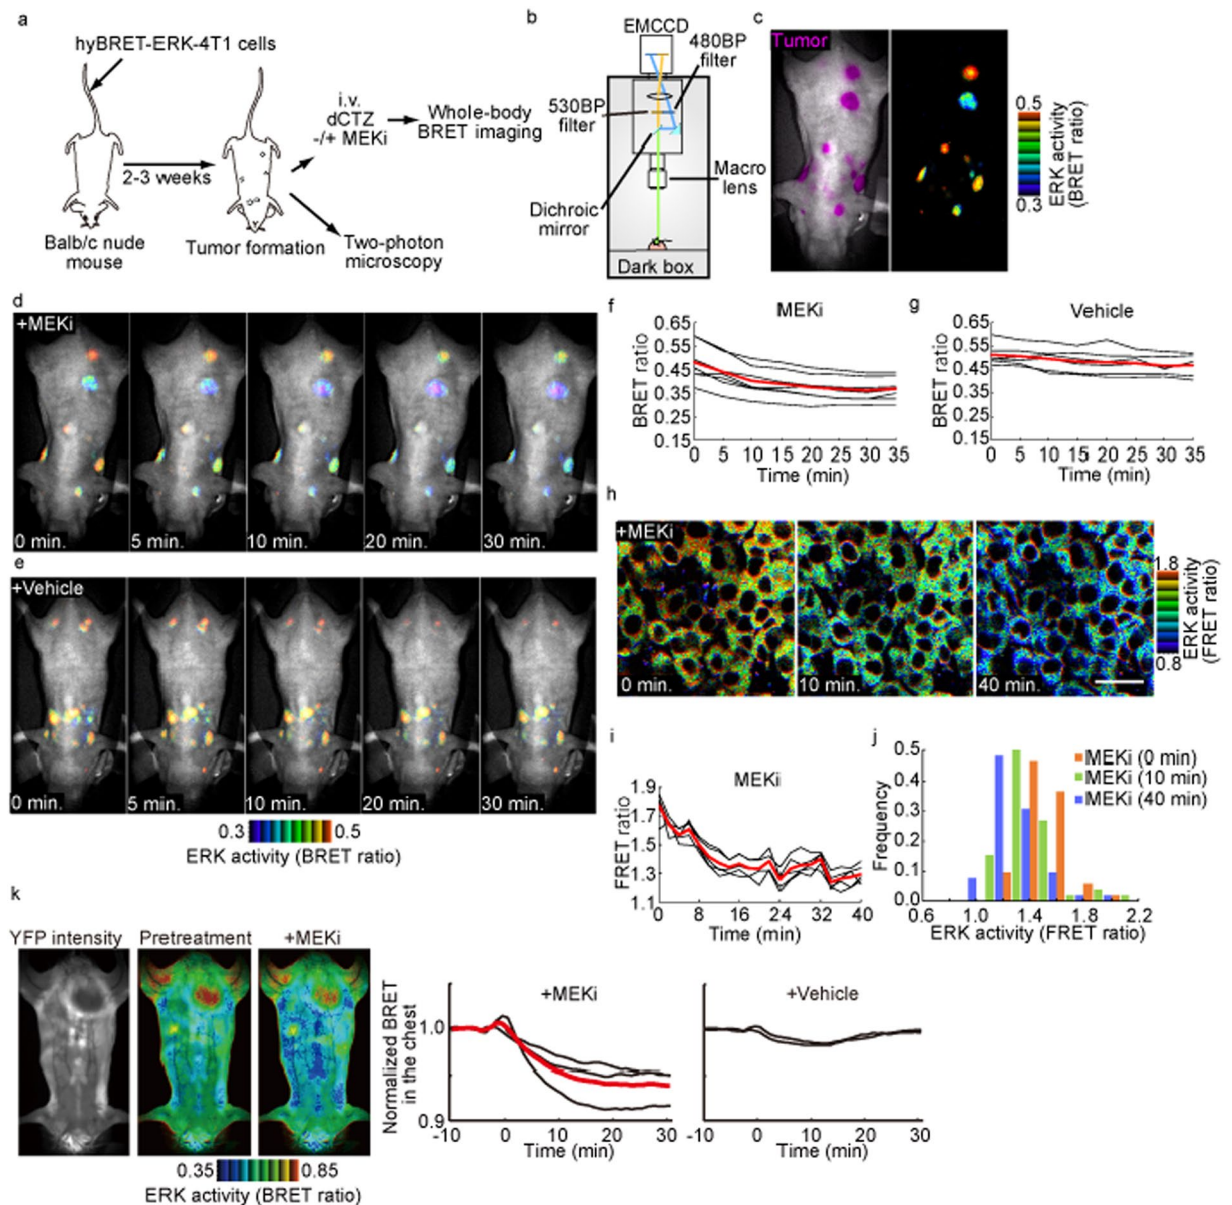 a
hyBRET-ERK-4T1 cells
2-3 weeks
i.v.
dCTZ
-/+ MEKi
Whole-body
BRET imaging
Balb/c nude
mouse
Tumor formation
Two-photon
microscopy
b
EMCCD
480BP
filter
530BP
filter
Macro
lens
Dichroic
mirror
Dark box
c
Tumor
0.5
0.3
ERK activity
(BRET ratio)
d
+MEKi
0 min.
5 min.
10 min.
20 min.
30 min.
e
+Vehicle
0 min.
5 min.
10 min.
20 min.
30 min.
0.3
0.5
ERK activity (BRET ratio)
f
MEKi
BRET ratio
0.65
0.55
0.45
0.35
0.25
0.15
0 5 10 15 20 25 30 35
Time (min)
g
Vehicle
BRET ratio
0.65
0.55
0.45
0.35
0.25
0.15
0 5 10 15 20 25 30 35
Time (min)
h
+MEKi
0 min.
10 min.
40 min.
1.8
0.8
ERK activity
(FRET ratio)
i
MEKi
FRET ratio
1.9
1.7
1.5
1.3
1.1
0 8 16 24 32 40
Time (min)
j
Frequency
0.5
0.4
0.3
0.2
0.1
0.0
MEKi (0 min)
MEKi (10 min)
MEKi (40 min)
0.6 1.0 1.4 1.8 2.2
ERK activity (FRET ratio)
k
YFP intensity
Pretreatment
+MEKi
0.35
0.85
ERK activity (BRET ratio)
Normalized BRET
in the chest
+MEKi
1.0
0.9
-10 0 10 20 30
Time (min)
+Vehicle
-10 0 10 20 30
Time (min)